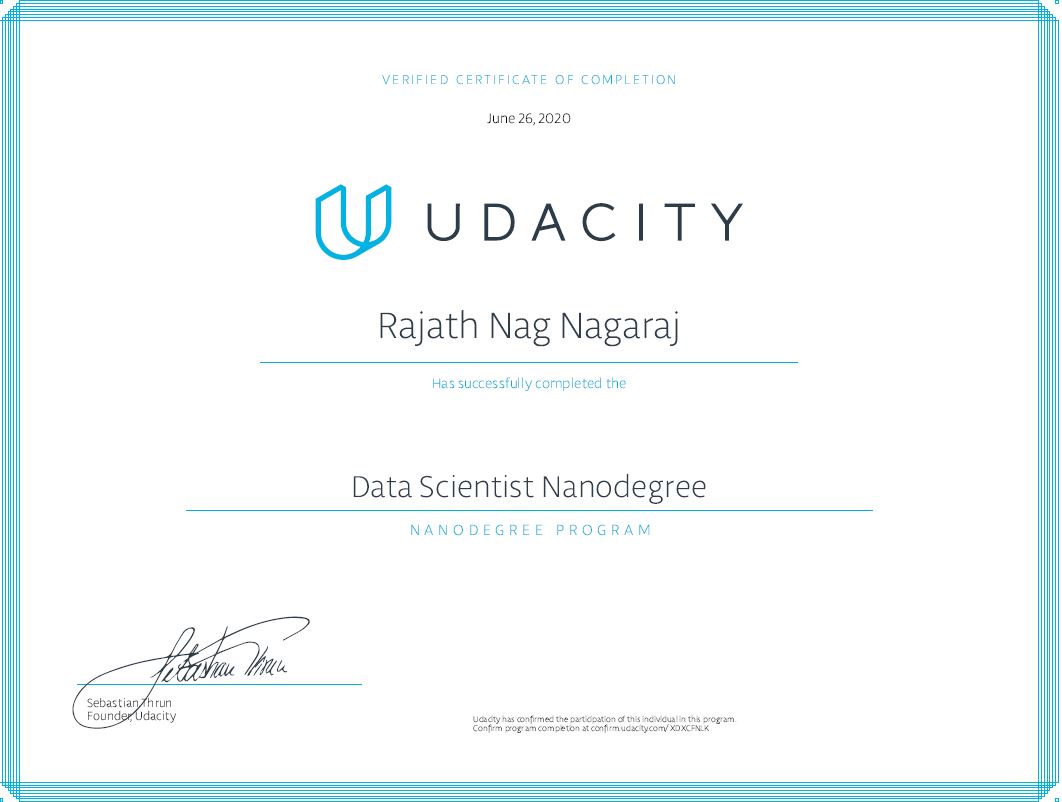 VERIFIED CERTIFICATE OF COMPLETION
June 26, 2020
UDACITY
Rajath Nag Nagaraj
Has successfully completed the
Data Scientist Nanodegree
NANODEGREE PROGRAM
Sebastian Thrun
Sebastian Thrun
Founder, Udacity
Udacity has confirmed the participation of this individual in this program.
Confirm program completion at confirm.udacity.com/XDXCFNLK